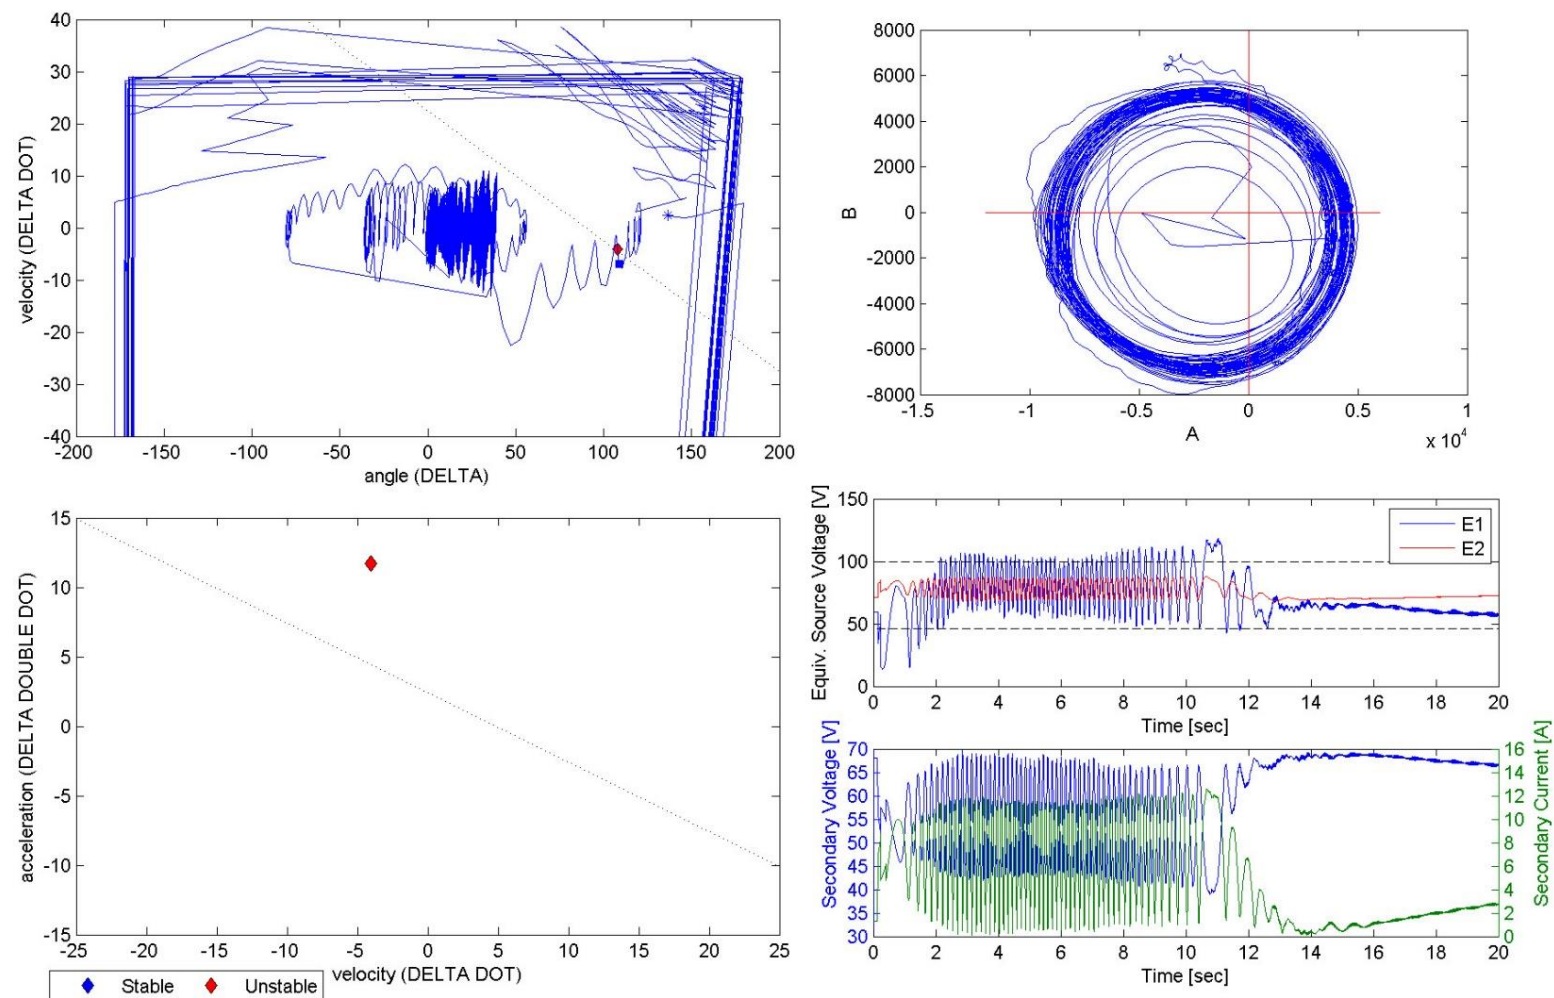 velocity (DELTA DOT)
40
30
20
10
0
-10
-20
-30
-40
-200 -150 -100 -50 0 50 100 150 200
angle (DELTA)
B
8000
6000
4000
2000
0
-2000
-4000
-6000
-8000
-1.5 -1 -0.5 0 0.5 1
A
x 10^4
acceleration (DELTA DOUBLE DOT)
15
10
5
0
-5
-10
-15
-25 -20 -15 -10 -5 0 5 10 15 20 25
velocity (DELTA DOT)
Stable Unstable
Equiv. Source Voltage [V]
150
100
50
0
E1
E2
0 2 4 6 8 10 12 14 16 18 20
Time [sec]
Secondary Voltage [V]
70
65
60
55
50
45
40
35
30
16
14
12
10
8
6
4
2
0
Secondary Current [A]
0 2 4 6 8 10 12 14 16 18 20
Time [sec]